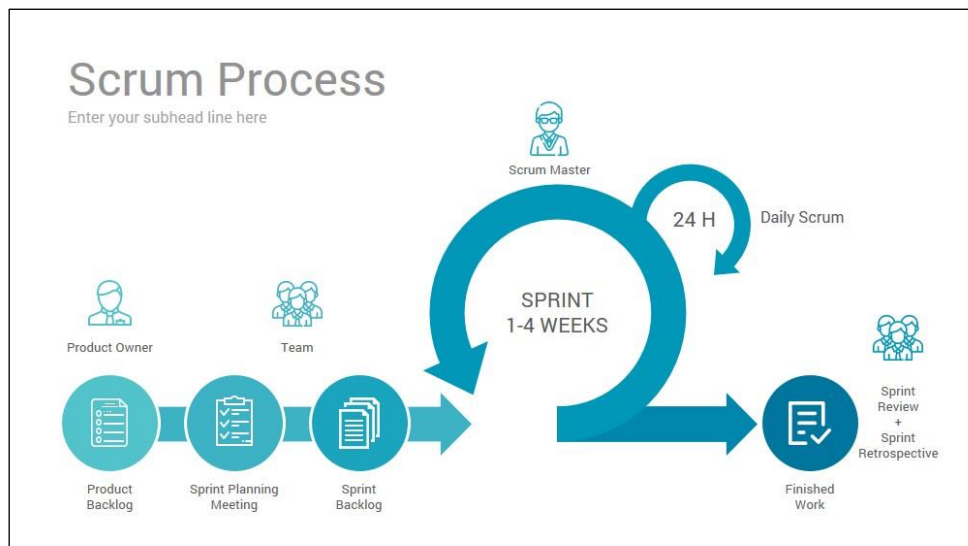 Scrum Process
Enter your subhead line here
Scrum Master
24 H
Daily Scrum
SPRINT
1-4 WEEKS
Product Owner
Team
Sprint
Review
+
Sprint
Retrospective
Product
Backlog
Sprint Planning
Meeting
Sprint
Backlog
Finished
Work